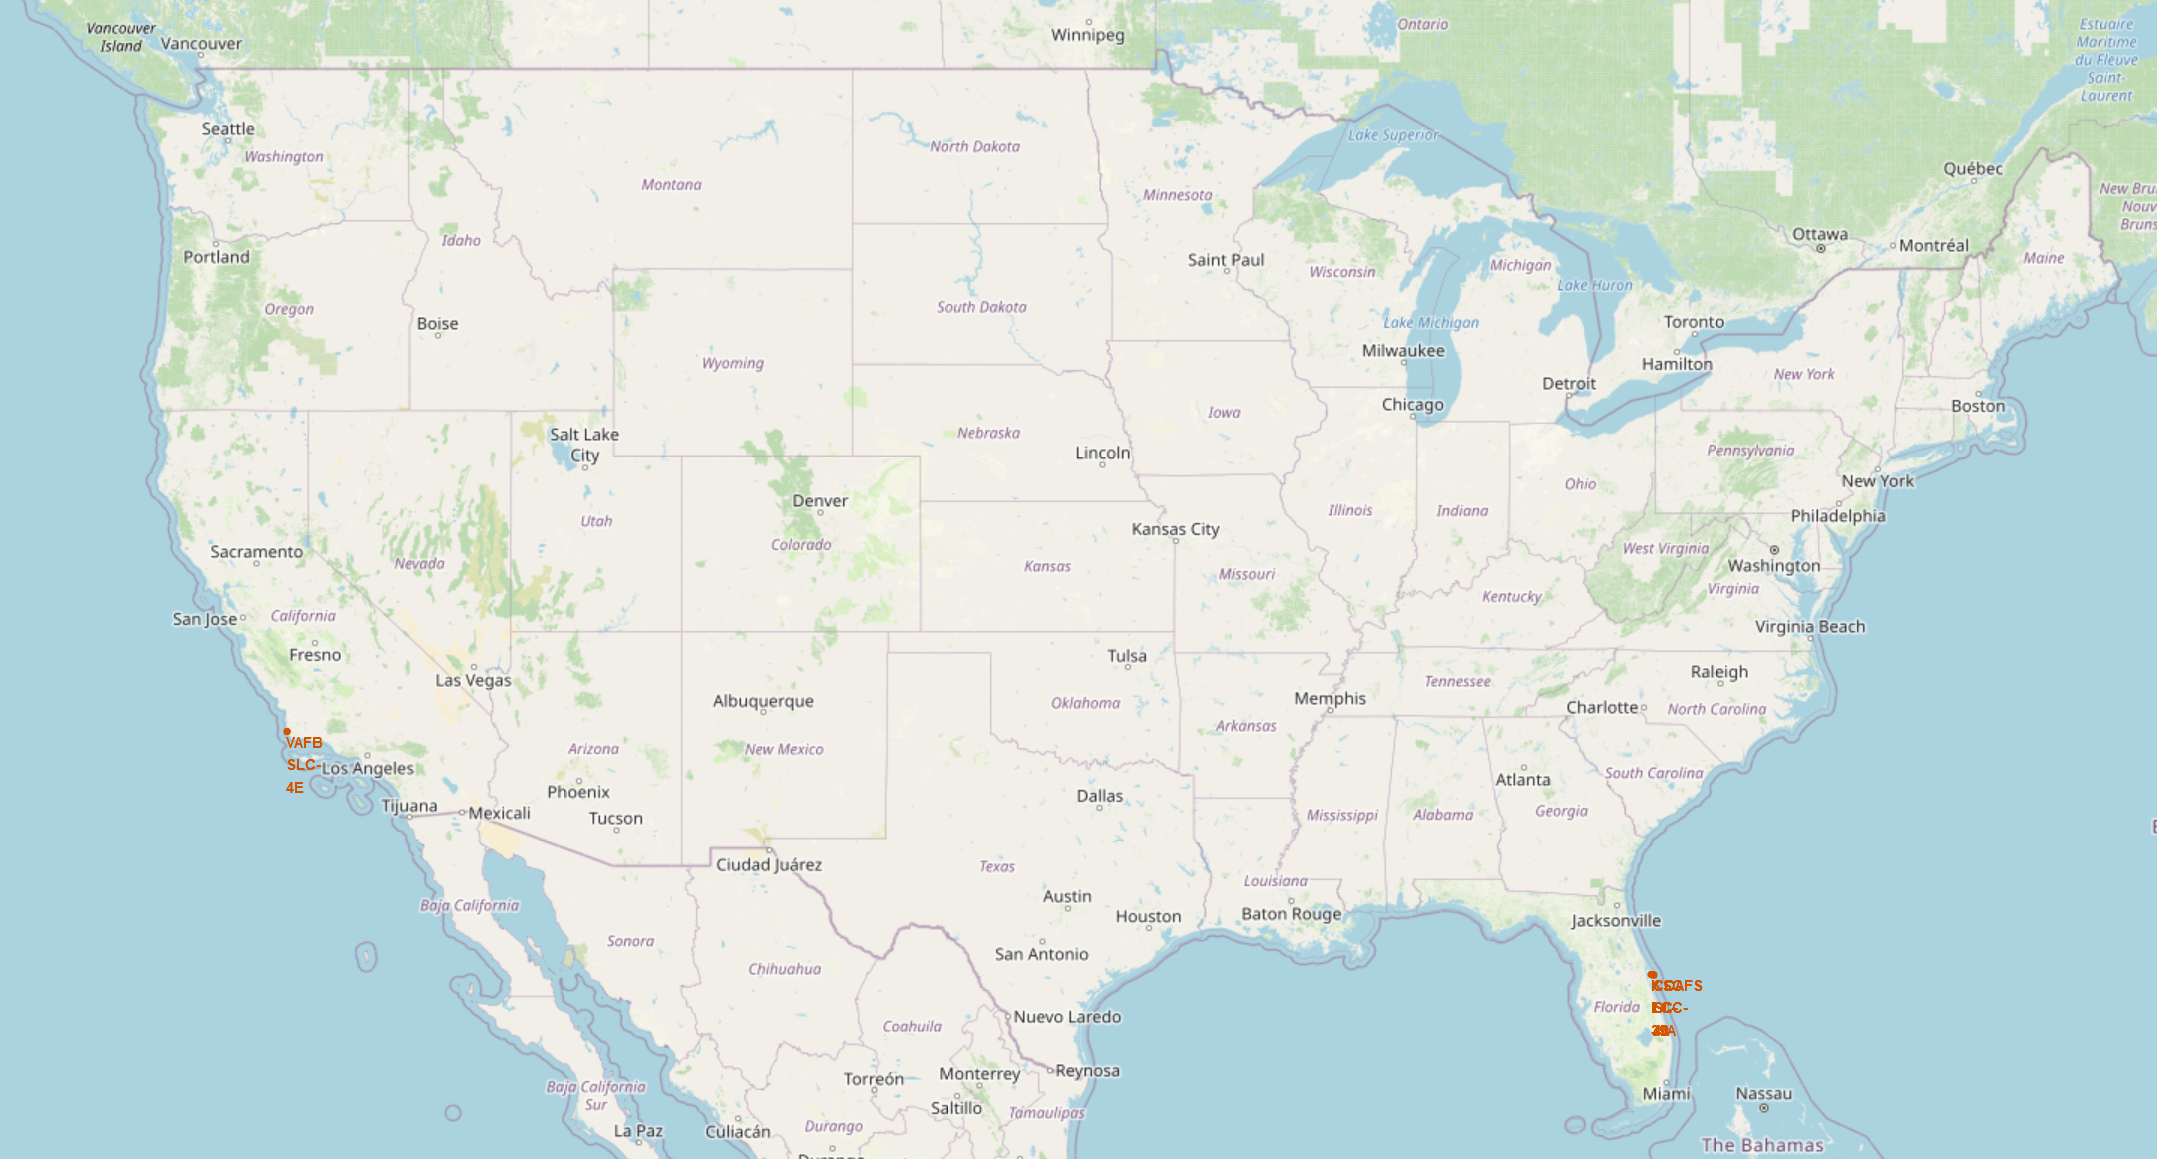 Vancouver
Island
Vancouver
Winnipeg
Ontario
Estuaire
Maritime
du Fleuve
Saint-
Laurent
Seattle
Washington
North Dakota
Lake Superior
Montana
Minnesota
Québec
New Bru
Nouv
Bruns
Portland
Idaho
Ottawa
Montréal
Saint Paul
Wisconsin
Michigan
Maine
Lake Huron
Oregon
Boise
South Dakota
Lake Michigan
Toronto
Milwaukee
Wyoming
Hamilton
New York
Detroit
Chicago
Boston
Iowa
Salt Lake
City
Nebraska
Lincoln
Pennsylvania
New York
Ohio
Denver
Utah
Illinois
Indiana
Philadelphia
Kansas City
Colorado
Sacramento
Nevada
Kansas
Missouri
West Virginia
Washington
Virginia
Kentucky
San Jose
California
Virginia Beach
Fresno
Las Vegas
Tulsa
Raleigh
Tennessee
Albuquerque
Oklahoma
Memphis
Charlotte
North Carolina
Arkansas
VAFB
SLC-
4E
Los Angeles
Arizona
New Mexico
South Carolina
Atlanta
Phoenix
Dallas
Tijuana
Mexicali
Tucson
Mississippi
Alabama
Georgia
Ciudad Juárez
Texas
Louisiana
Baja California
Austin
Houston
Baton Rouge
Jacksonville
Sonora
San Antonio
Chihuahua
Florida
Nuevo Laredo
Coahuila
Reynosa
Torreón
Monterrey
Baja California
Sur
Saltillo
Tamaulipas
Miami
Nassau
La Paz
Culiacán
Durango
The Bahamas
Durango